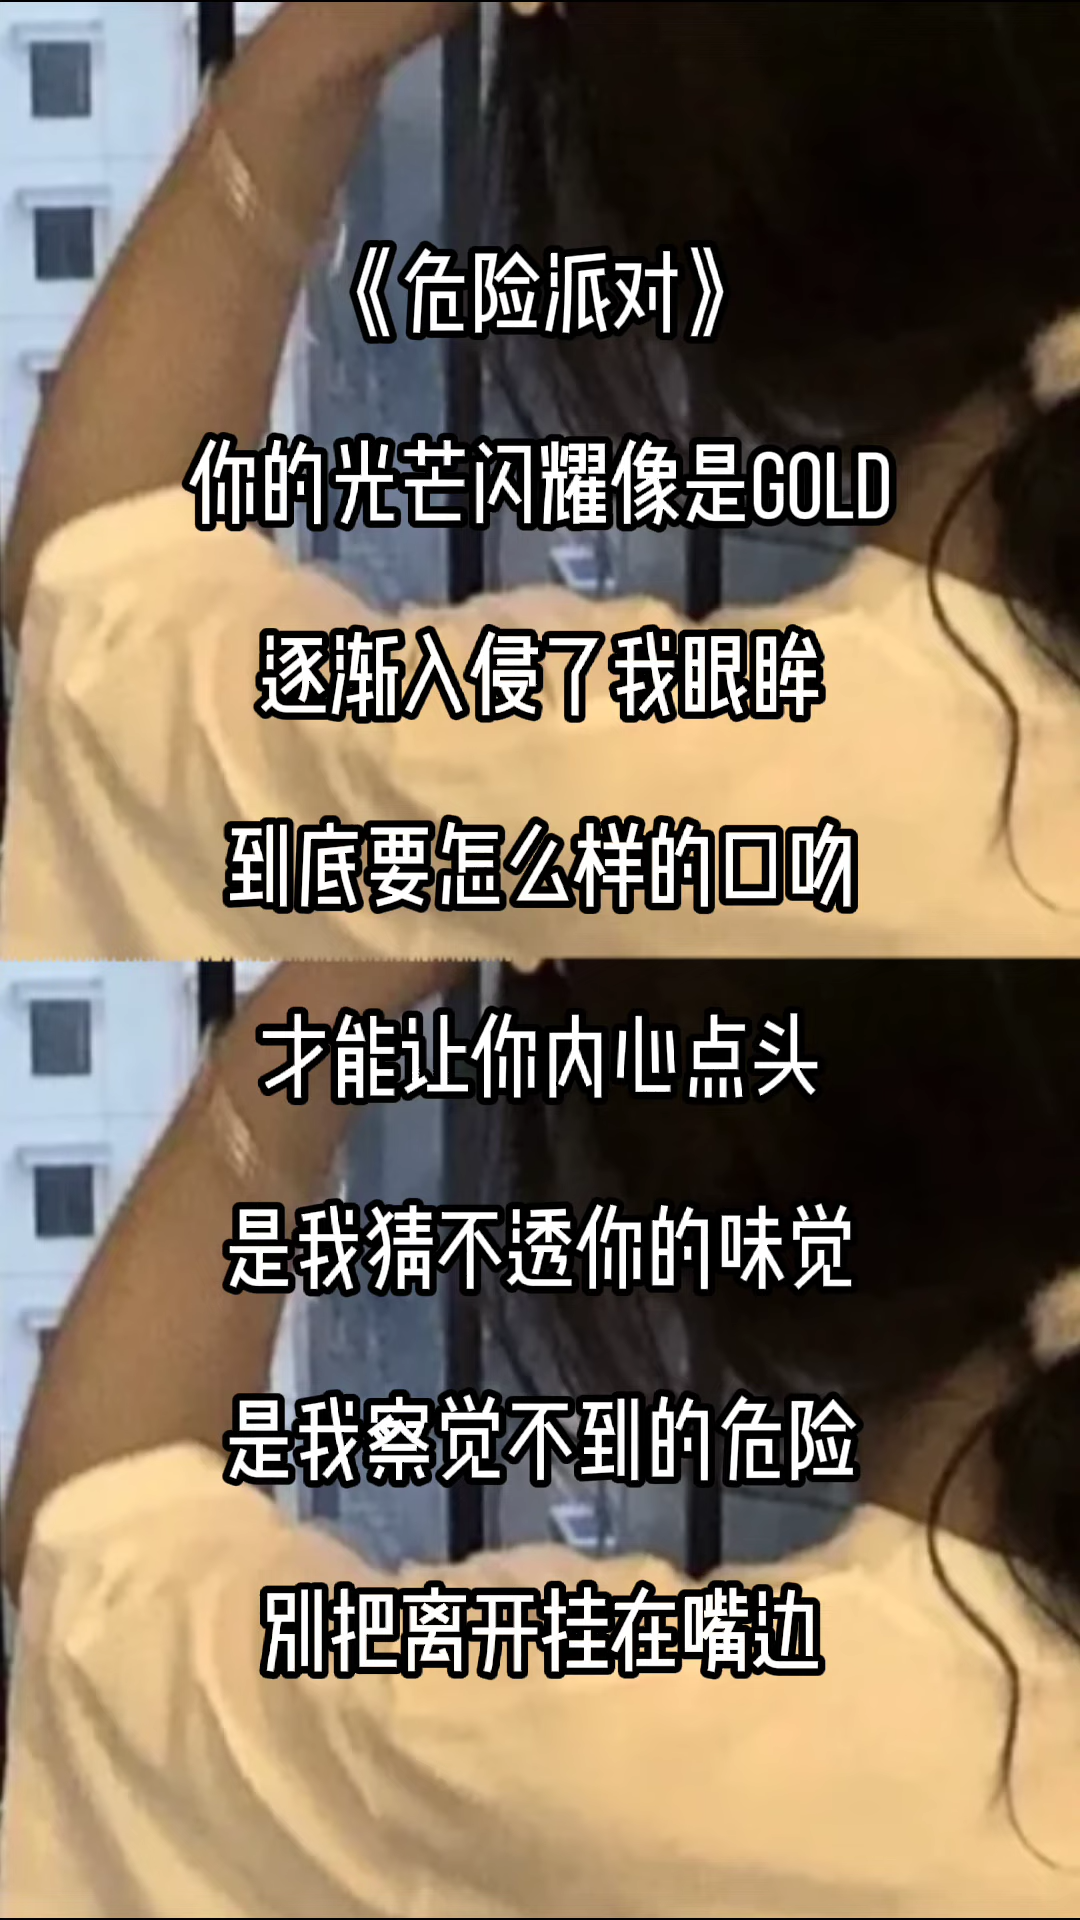 《危险派对》
你的光芒闪耀像是GOLD
逐渐入侵了我眼眸
到底要怎么样的口吻
才能让你内心点头
是我猜不透你的味觉
是我察觉不到的危险
别把离开挂在嘴边